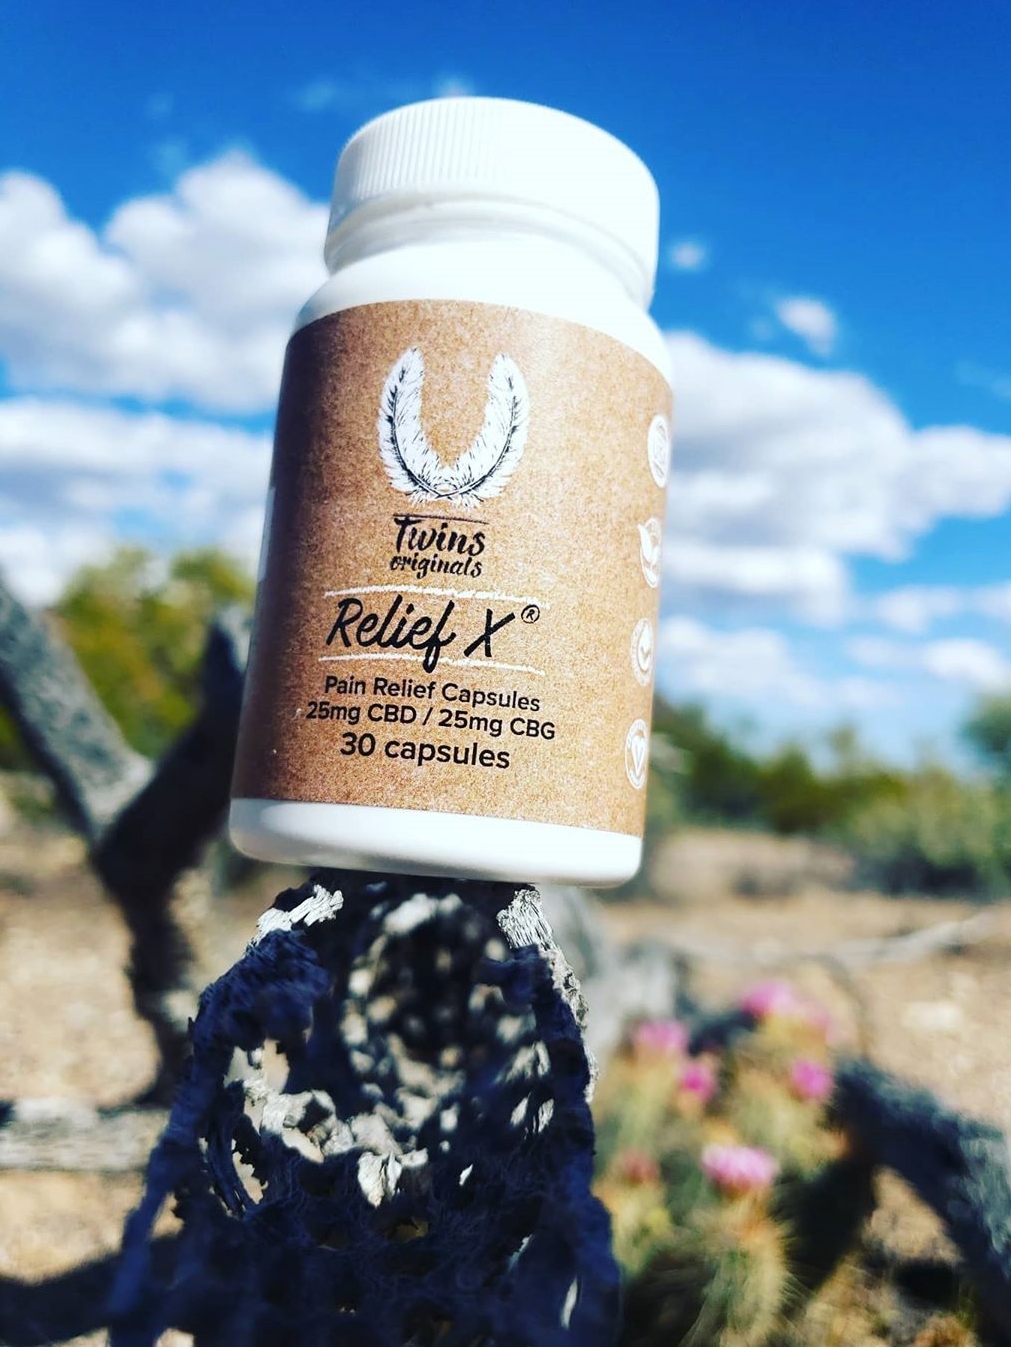 Twins
originals
Relief X®
Pain Relief Capsules
25mg CBD / 25mg CBG
30 capsules